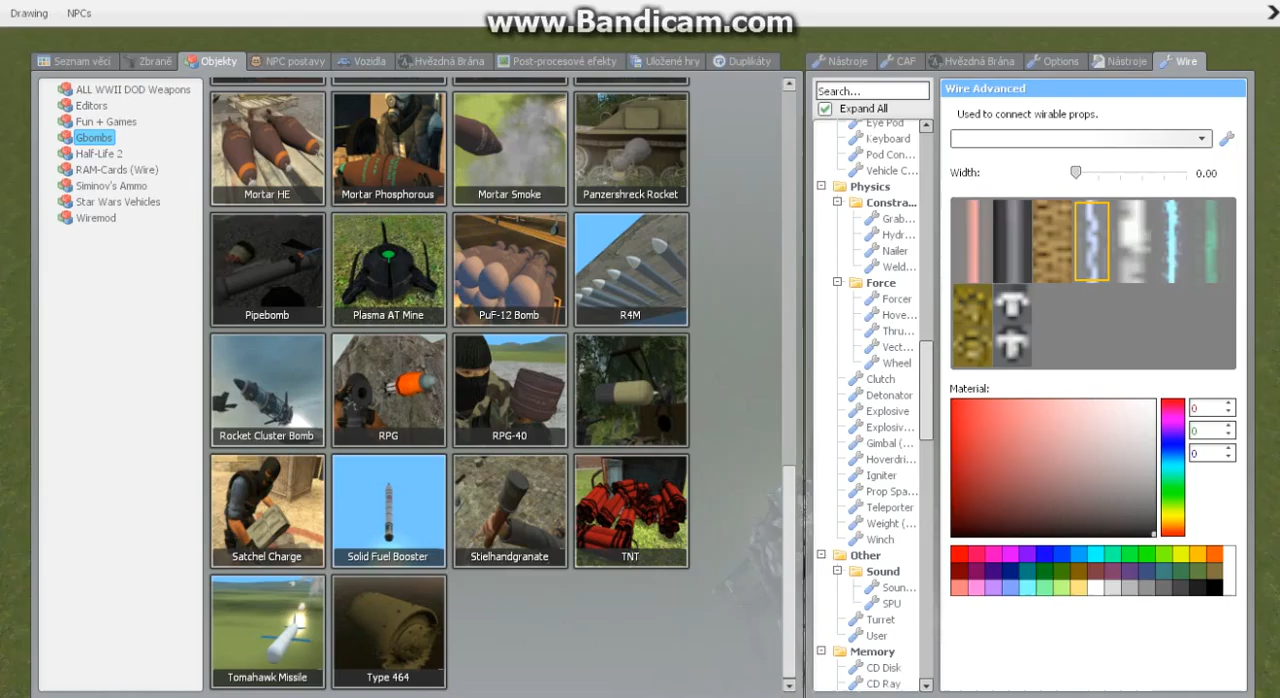 Drawing NPCs
www.Bandicam.com
Seznam věcí Zbraně Objekty NPC postavy Vozidla Hvězdná Brána Post-procesové efekty Uložené hry Duplikáty
Nástroje CAF Hvězdná Brána Options Nástroje Wire
ALL WWII DOD Weapons
Editors
Fun + Games
Gbombs
Half-Life 2
RAM-Cards (Wire)
Siminov's Ammo
Star Wars Vehicles
Wiremod
Mortar HE Mortar Phosphorous Mortar Smoke Panzershreck Rocket
Pipebomb Plasma AT Mine PuF-12 Bomb R4M
Rocket Cluster Bomb RPG RPG-40
Satchel Charge Solid Fuel Booster Stielhandgranate TNT
Tomahawk Missile Type 464
Search...
Expand All
Eye Pod
Keyboard
Pod Con...
Vehicle C...
Physics
Constra...
Grab...
Hydr...
Nailer
Weld...
Force
Forcer
Hove...
Thru...
Vect...
Wheel
Clutch
Detonator
Explosive
Explosiv...
Gimbal (...
Hoverdri...
Igniter
Prop Spa...
Teleporter
Weight (...
Winch
Other
Sound
Soun...
SPU
Turret
User
Memory
CD Disk
CD Ray
Wire Advanced
Used to connect wirable props.
Width: 0.00
Material:
0
0
0